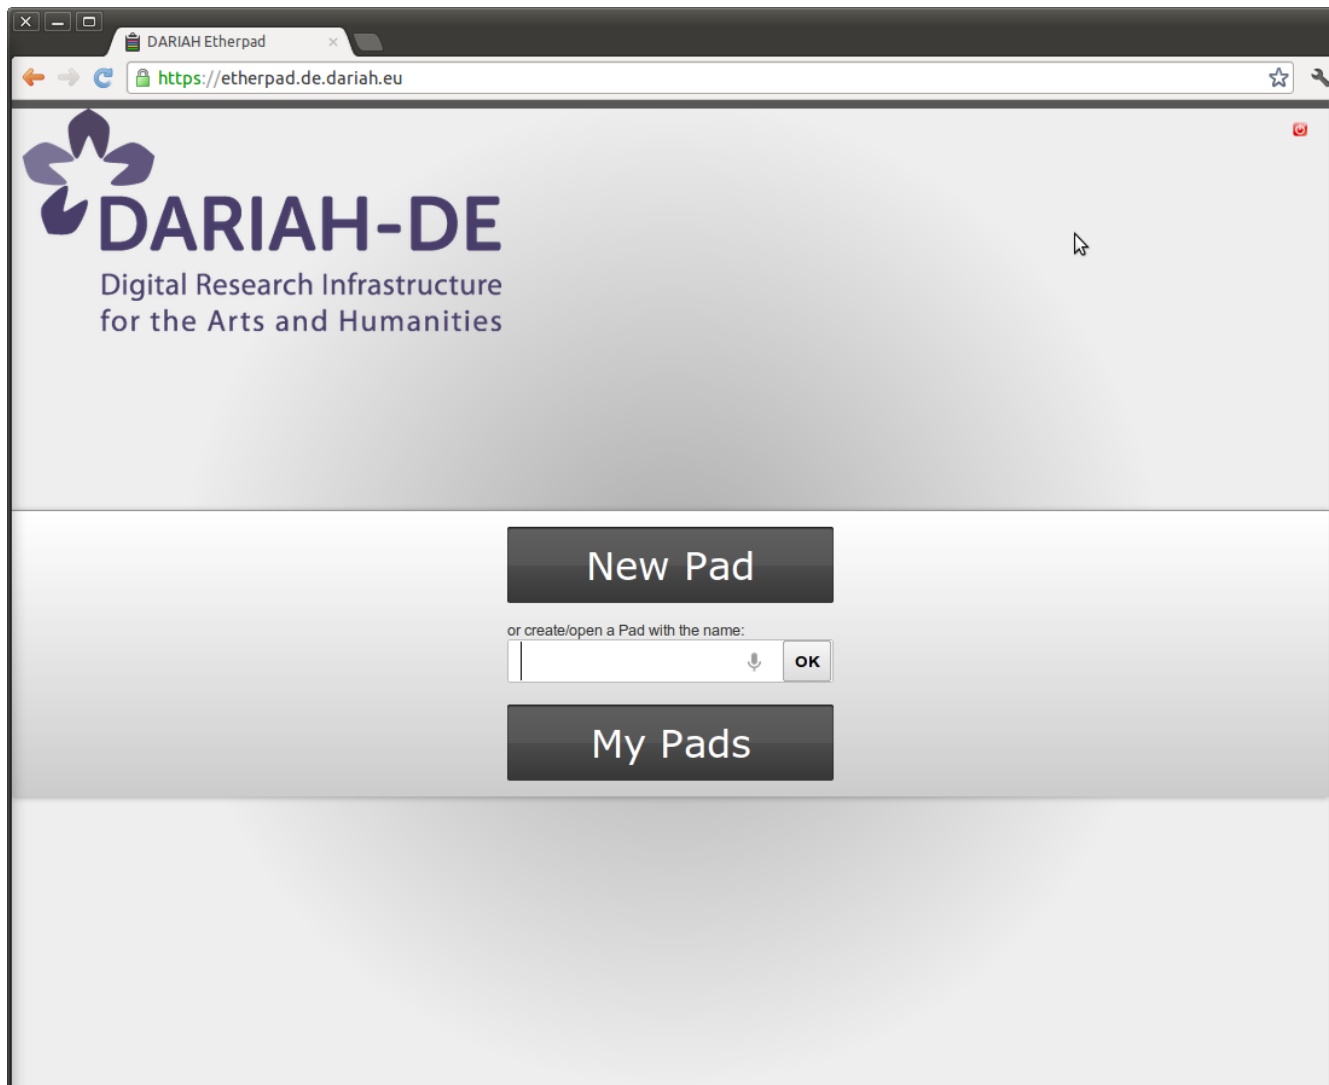 DARIAH Etherpad
https://etherpad.de.dariah.eu
DARIAH-DE
Digital Research Infrastructure
for the Arts and Humanities
New Pad
or create/open a Pad with the name:
OK
My Pads